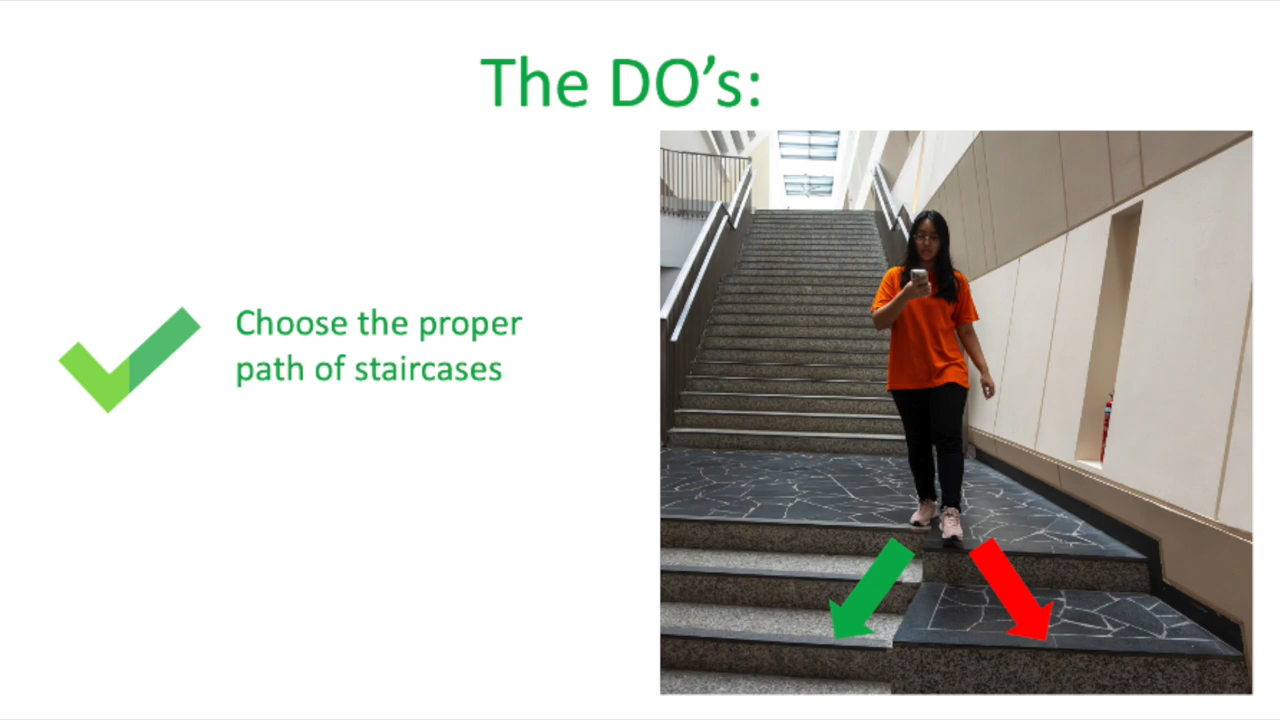 The DO’s:
Choose the proper
path of staircases